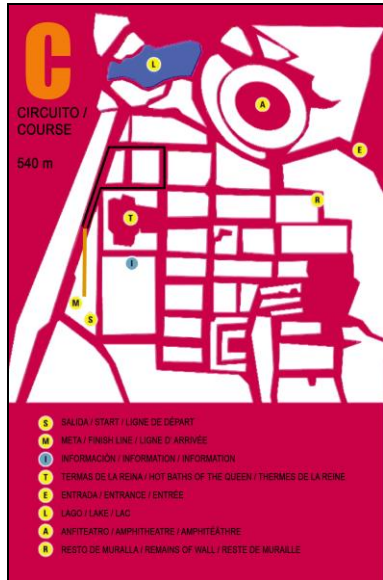 C
CIRCUITO /
COURSE
540 m
L
A
E
R
T
I
M
S
S SALIDA / START / LIGNE DE DÉPART
M META / FINISH LINE / LIGNE D' ARRIVÉE
I INFORMACIÓN / INFORMATION / INFORMATION
T TERMAS DE LA REINA / HOT BATHS OF THE QUEEN / THERMES DE LA REINE
E ENTRADA / ENTRANCE / ENTRÉE
L LAGO / LAKE / LAC
A ANFITEATRO / AMPHITHEATRE / AMPHITÉÂTHRE
R RESTO DE MURALLA / REMAINS OF WALL / RESTE DE MURAILLE